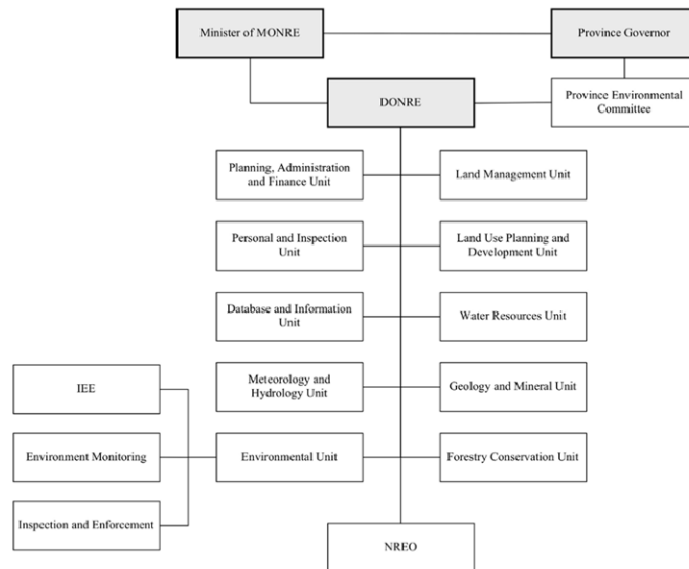 Minister of MONRE
Province Governor
DONRE
Province Environmental
Committee
Planning, Administration
and Finance Unit
Land Management Unit
Personal and Inspection
Unit
Land Use Planning and
Development Unit
Database and Information
Unit
Water Resources Unit
IEE
Meteorology and
Hydrology Unit
Geology and Mineral Unit
Environment Monitoring
Environmental Unit
Forestry Conservation Unit
Inspection and Enforcement
NREO